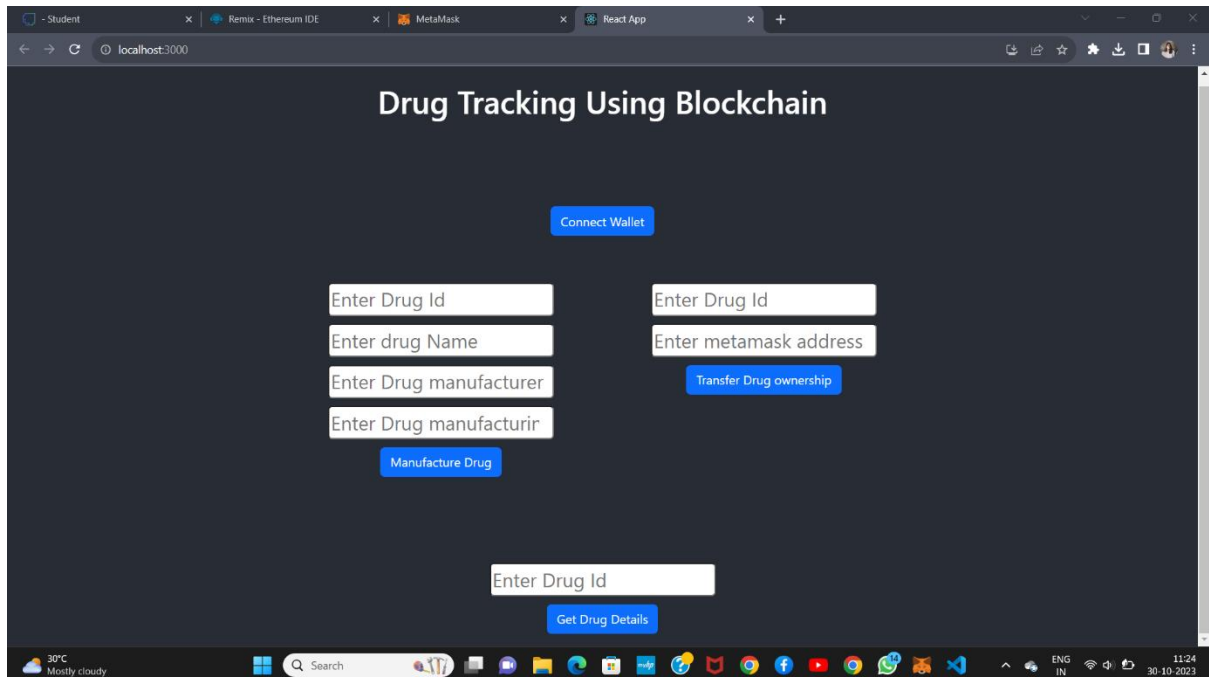 - Student
Remix - Ethereum IDE
MetaMask
React App
localhost:3000
Drug Tracking Using Blockchain
Connect Wallet
Enter Drug Id
Enter drug Name
Enter Drug manufacturer
Enter Drug manufacturin
Manufacture Drug
Enter Drug Id
Enter metamask address
Transfer Drug ownership
Enter Drug Id
Get Drug Details
30°C
Mostly cloudy
Search
14
ENG
IN
11:24
30-10-2023